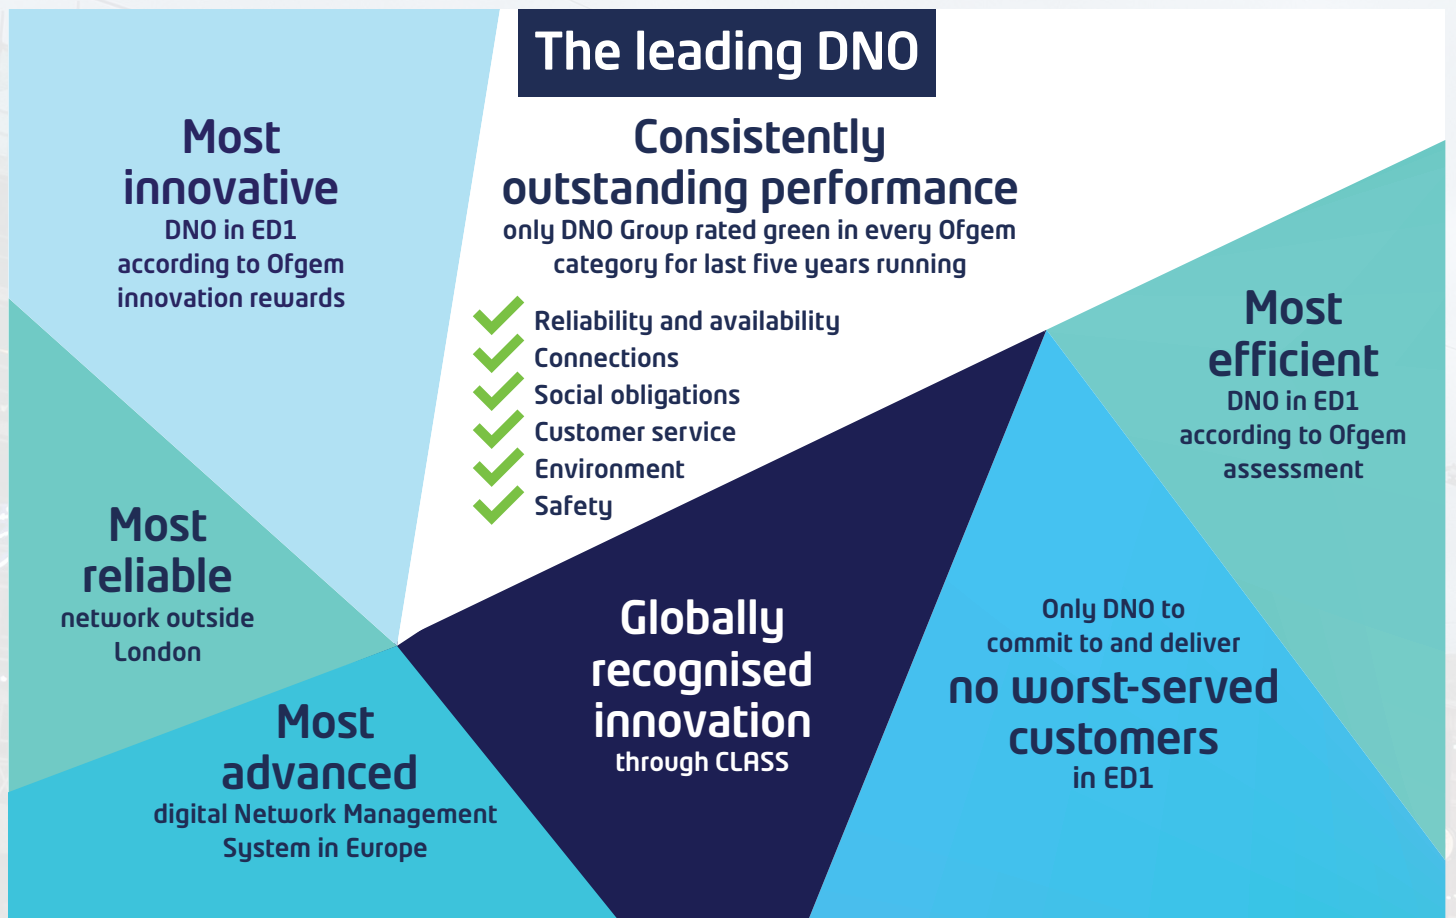 The leading DNO
Most
innovative
DNO in ED1
according to Ofgem
innovation rewards
Consistently
outstanding performance
only DNO Group rated green in every Ofgem
category for last five years running
Reliability and availability
Connections
Social obligations
Customer service
Environment
Safety
Most
efficient
DNO in ED1
according to Ofgem
assessment
Most
reliable
network outside
London
Most
advanced
digital Network Management
System in Europe
Globally
recognised
innovation
through CLASS
Only DNO to
commit to and deliver
no worst-served
customers
in ED1